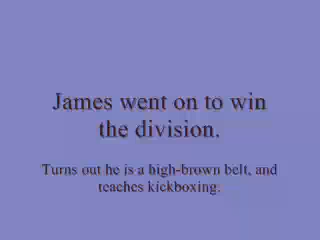 James went on to win
the division.
Turns out he is a high-brown belt, and
teaches kickboxing.